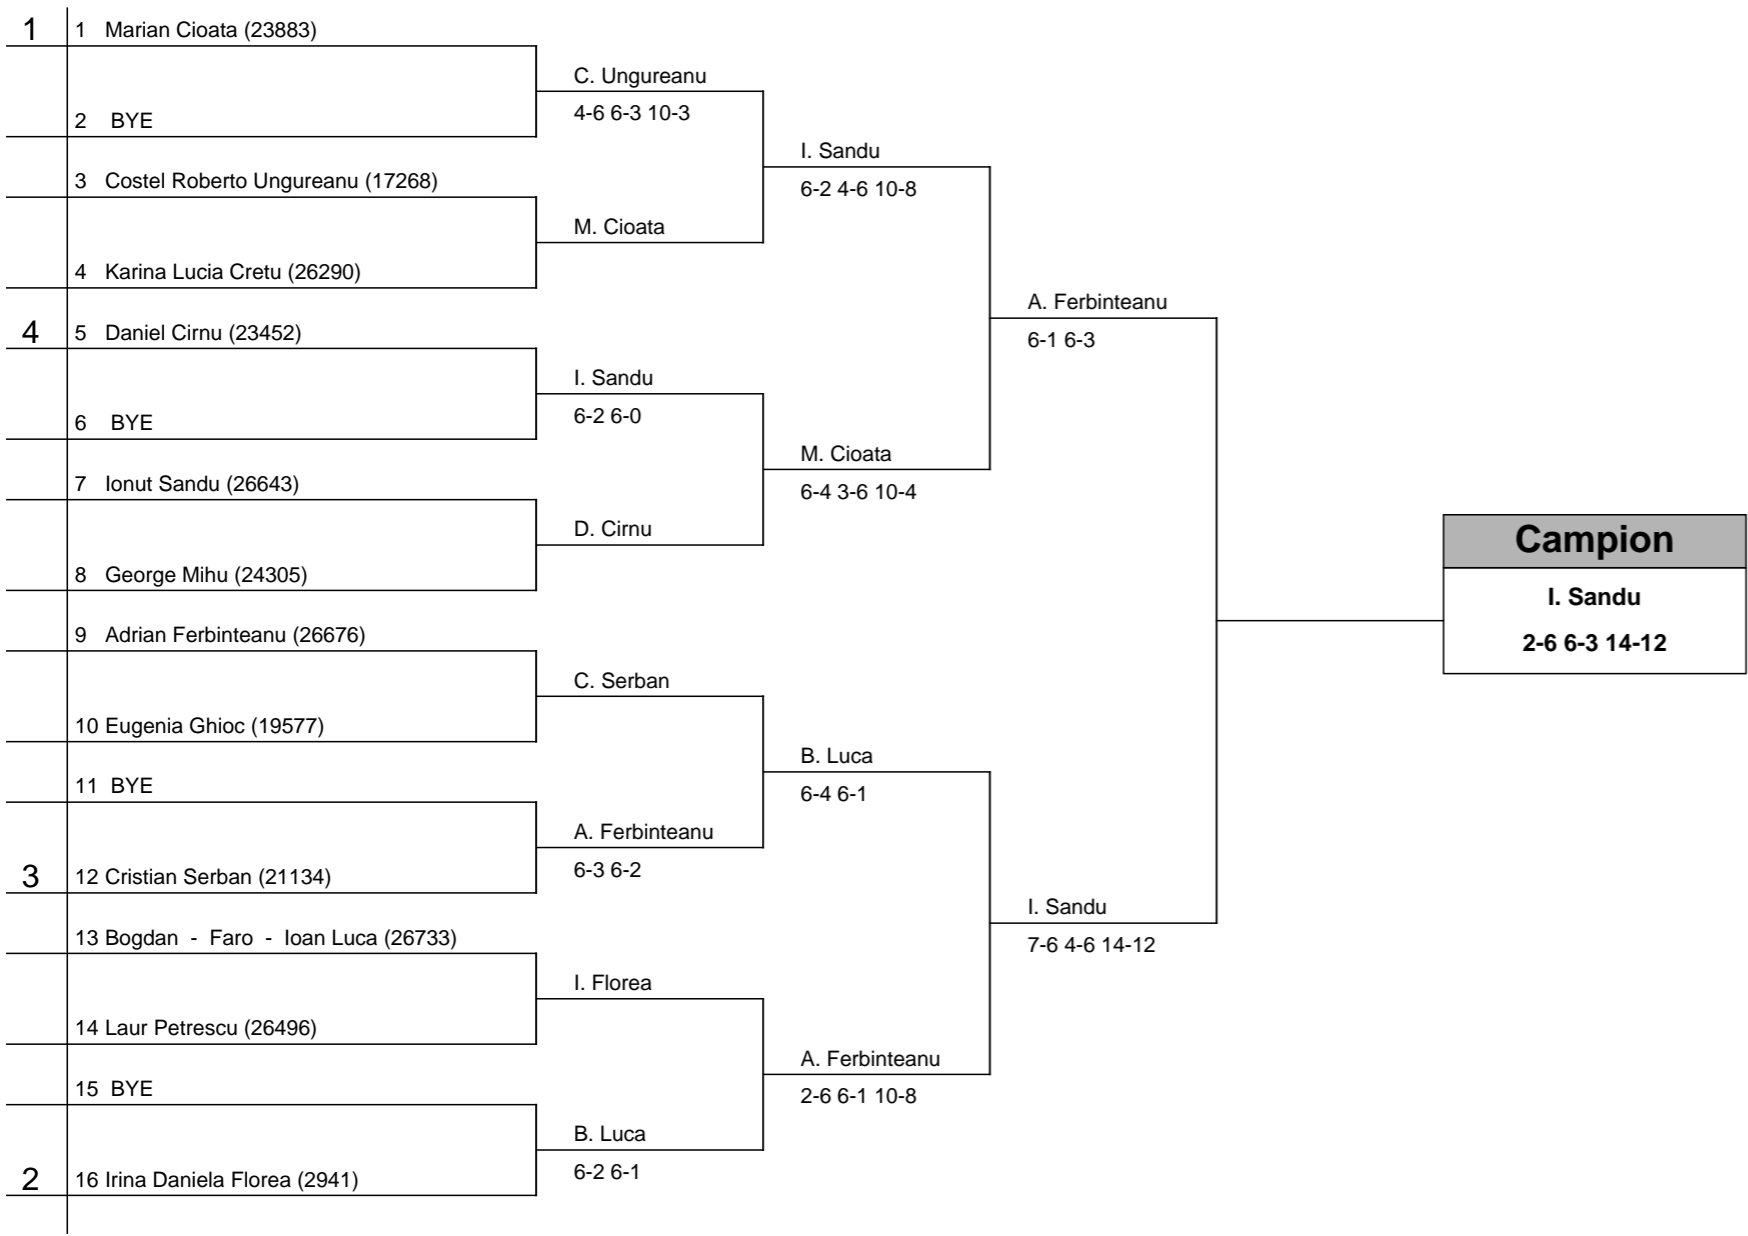 1 1 Marian Cioata (23883)
C. Ungureanu
4-6 6-3 10-3
2 BYE
I. Sandu
6-2 4-6 10-8
3 Costel Roberto Ungureanu (17268)
M. Cioata
4 Karina Lucia Cretu (26290)
A. Ferbinteanu
6-1 6-3
4 5 Daniel Cirnu (23452)
I. Sandu
6-2 6-0
6 BYE
M. Cioata
6-4 3-6 10-4
7 Ionut Sandu (26643)
D. Cirnu
8 George Mihu (24305)
Campion
I. Sandu
2-6 6-3 14-12
9 Adrian Ferbinteanu (26676)
C. Serban
10 Eugenia Ghioc (19577)
B. Luca
6-4 6-1
11 BYE
A. Ferbinteanu
6-3 6-2
3 12 Cristian Serban (21134)
I. Sandu
7-6 4-6 14-12
13 Bogdan - Faro - Ioan Luca (26733)
I. Florea
14 Laur Petrescu (26496)
A. Ferbinteanu
2-6 6-1 10-8
15 BYE
B. Luca
6-2 6-1
2 16 Irina Daniela Florea (2941)